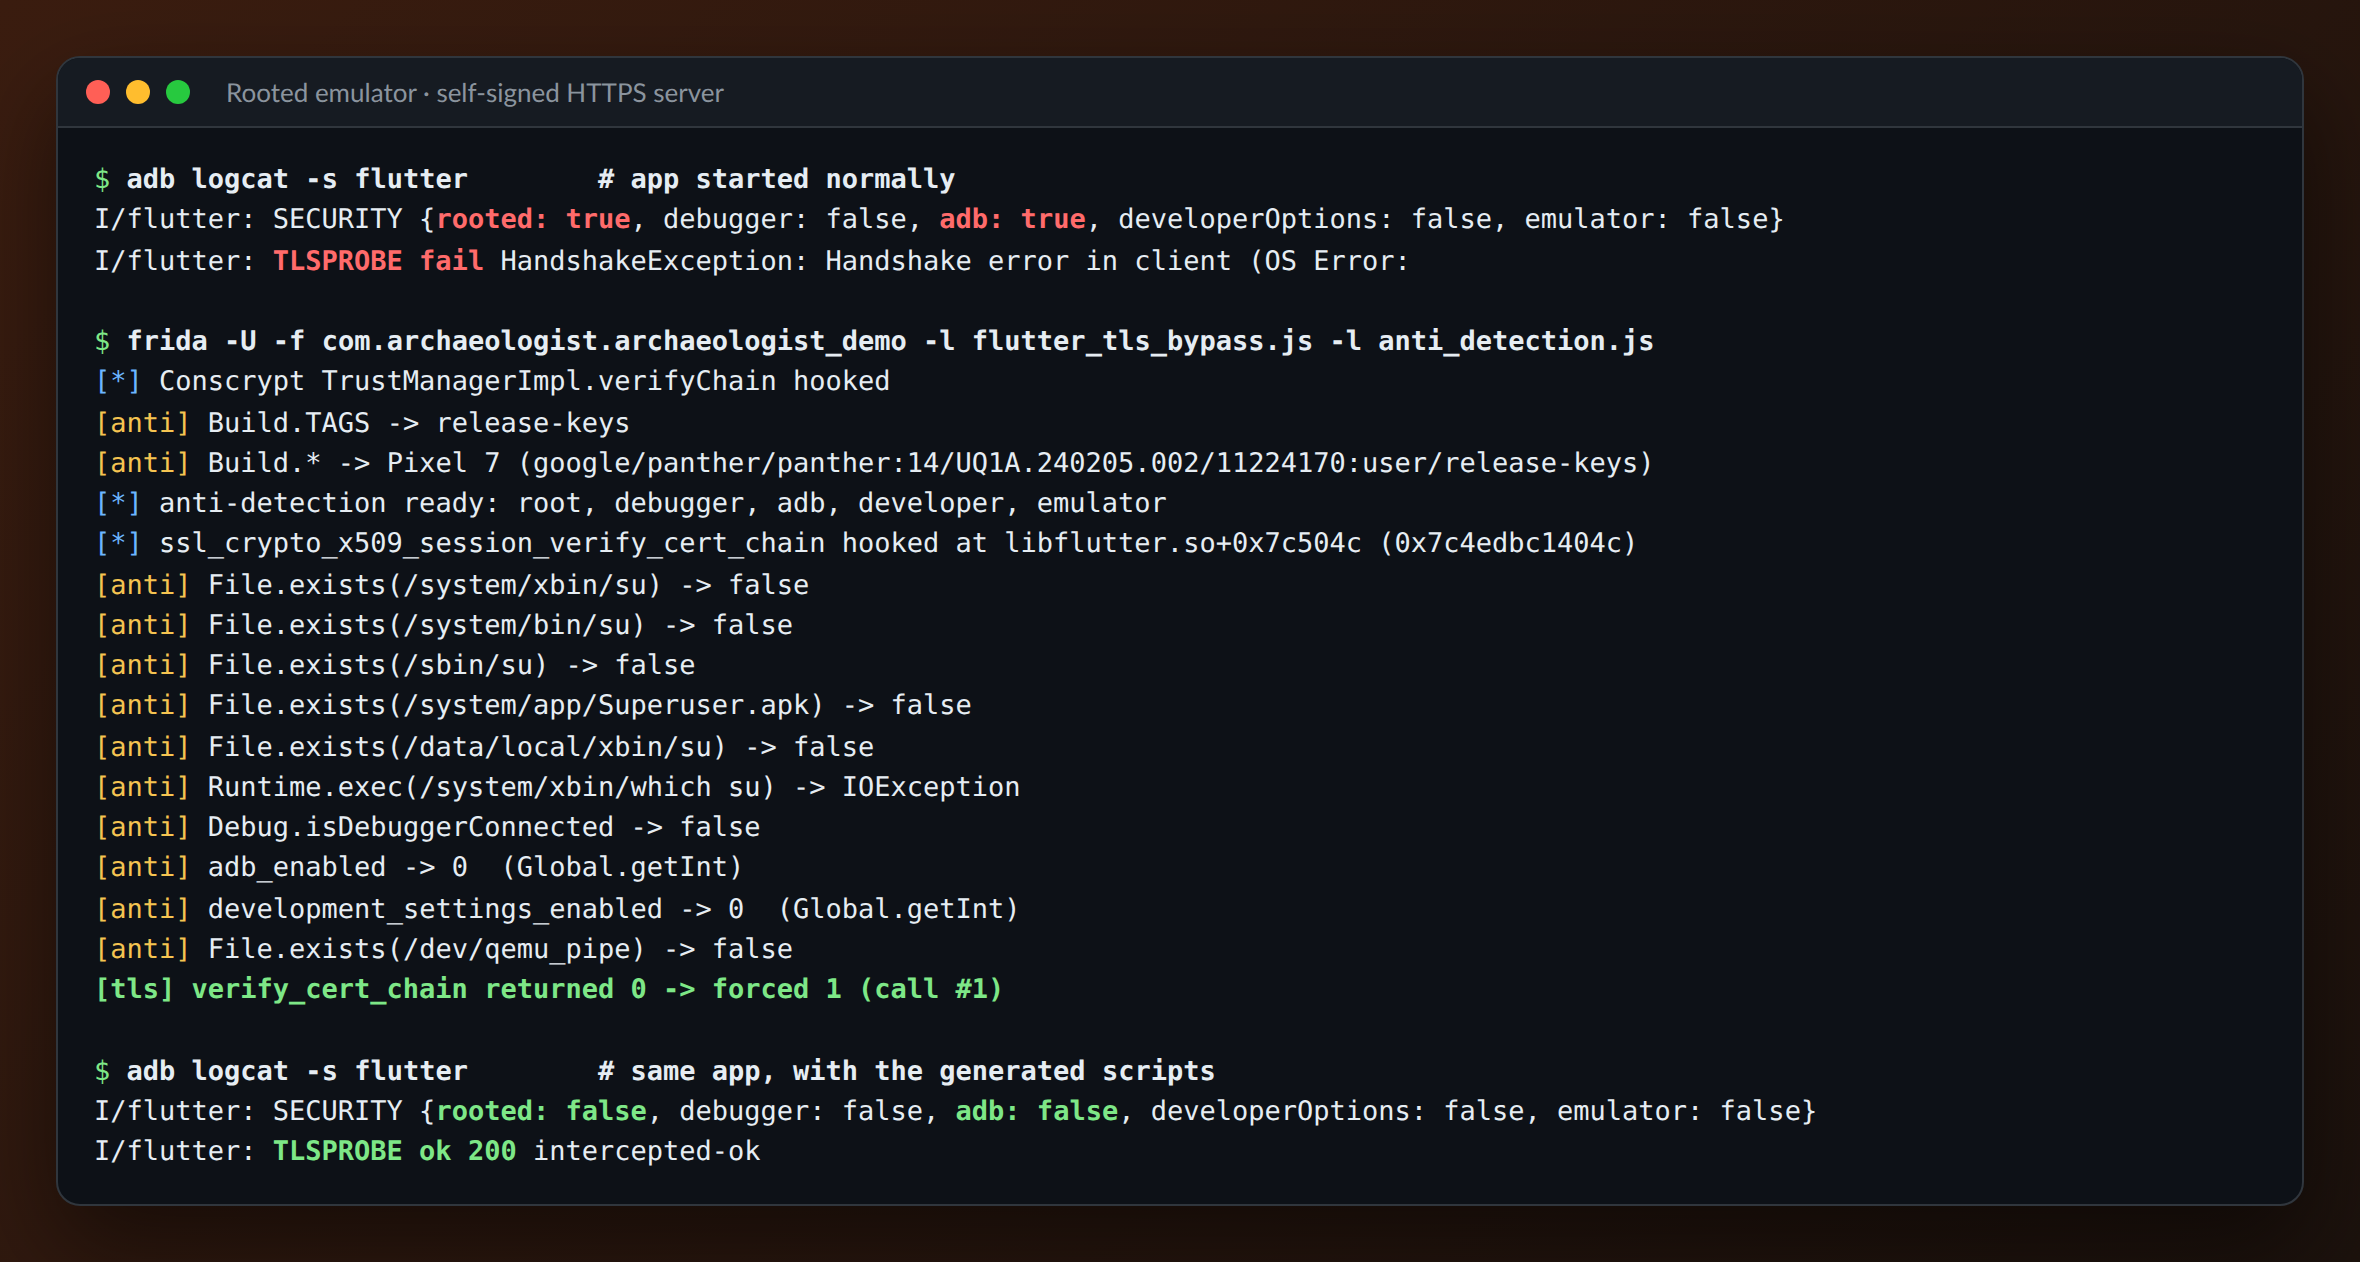 Rooted emulator · self-signed HTTPS server
$ adb logcat -s flutter        # app started normally
I/flutter: SECURITY {rooted: true, debugger: false, adb: true, developerOptions: false, emulator: false}
I/flutter: TLSPROBE fail HandshakeException: Handshake error in client (OS Error:
$ frida -U -f com.archaeologist.archaeologist_demo -l flutter_tls_bypass.js -l anti_detection.js
[*] Conscrypt TrustManagerImpl.verifyChain hooked
[anti] Build.TAGS -> release-keys
[anti] Build.* -> Pixel 7 (google/panther/panther:14/UQ1A.240205.002/11224170:user/release-keys)
[*] anti-detection ready: root, debugger, adb, developer, emulator
[*] ssl_crypto_x509_session_verify_cert_chain hooked at libflutter.so+0x7c504c (0x7c4edbc1404c)
[anti] File.exists(/system/xbin/su) -> false
[anti] File.exists(/system/bin/su) -> false
[anti] File.exists(/sbin/su) -> false
[anti] File.exists(/system/app/Superuser.apk) -> false
[anti] File.exists(/data/local/xbin/su) -> false
[anti] Runtime.exec(/system/xbin/which su) -> IOException
[anti] Debug.isDebuggerConnected -> false
[anti] adb_enabled -> 0  (Global.getInt)
[anti] development_settings_enabled -> 0  (Global.getInt)
[anti] File.exists(/dev/qemu_pipe) -> false
[tls] verify_cert_chain returned 0 -> forced 1 (call #1)
$ adb logcat -s flutter        # same app, with the generated scripts
I/flutter: SECURITY {rooted: false, debugger: false, adb: false, developerOptions: false, emulator: false}
I/flutter: TLSPROBE ok 200 intercepted-ok